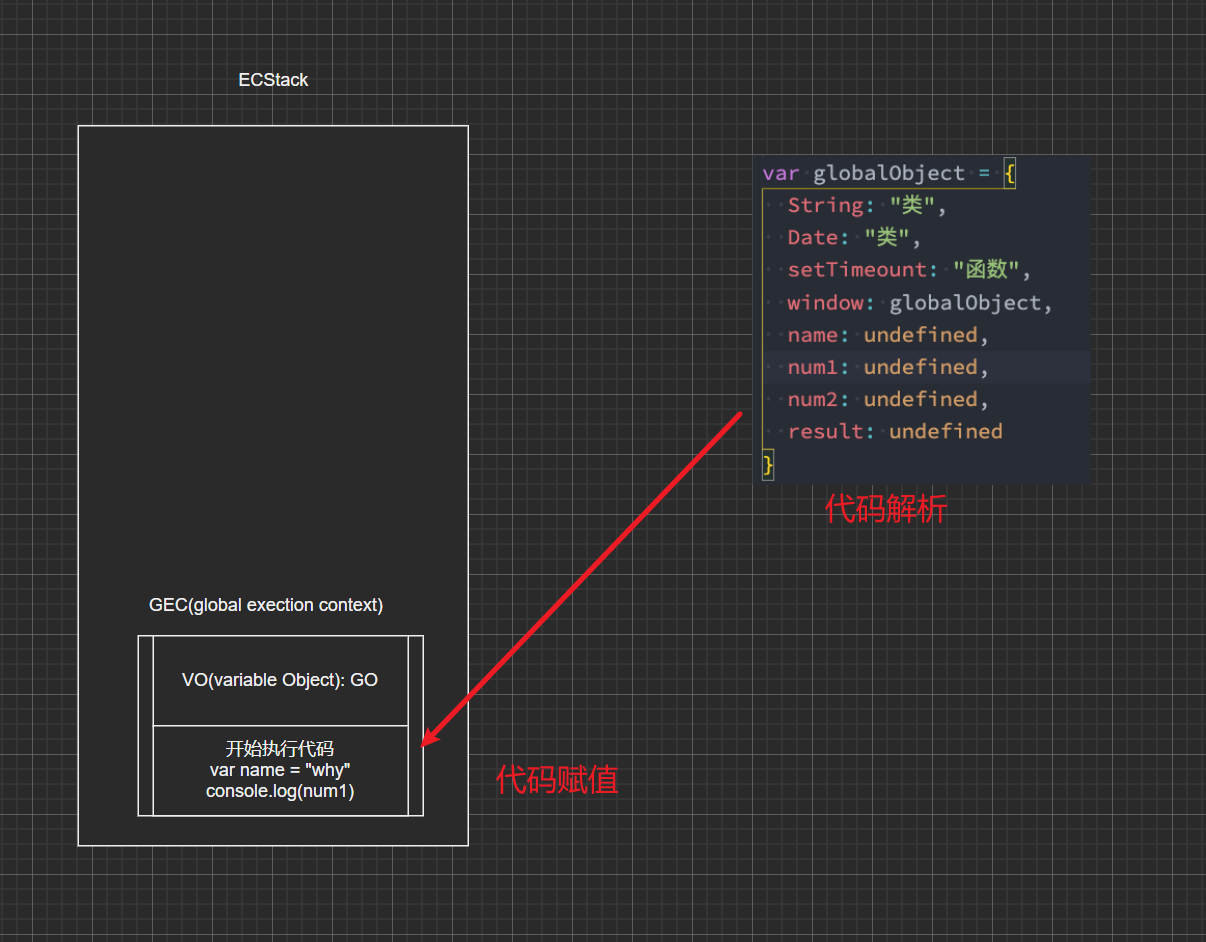 ECStack
var globalObject = {
String: "类",
Date: "类",
setTimeout: "函数",
window: globalObject,
name: undefined,
num1: undefined,
num2: undefined,
result: undefined
}
代码解析
GEC(global exection context)
VO(variable Object): GO
开始执行代码
var name = "why"
console.log(num1)
代码赋值